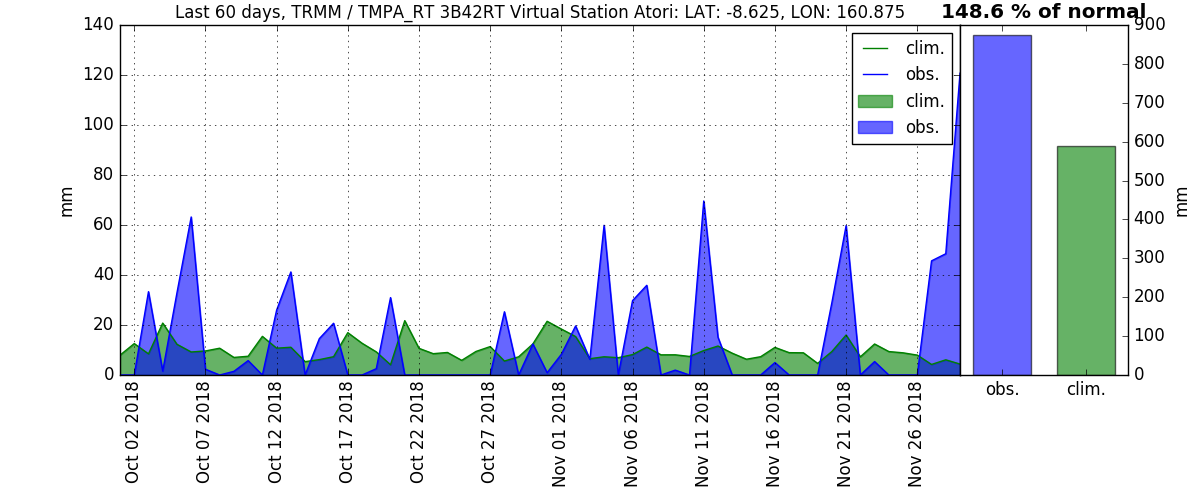 Last 60 days, TRMM / TMPA_RT 3B42RT Virtual Station Atori: LAT: -8.625, LON: 160.875
148.6 % of normal
140
120
100
80
60
40
20
0
mm
clim.
obs.
clim.
obs.
900
800
700
600
500
400
300
200
100
0
mm
obs.
clim.
Oct 02 2018
Oct 07 2018
Oct 12 2018
Oct 17 2018
Oct 22 2018
Oct 27 2018
Nov 01 2018
Nov 06 2018
Nov 11 2018
Nov 16 2018
Nov 21 2018
Nov 26 2018